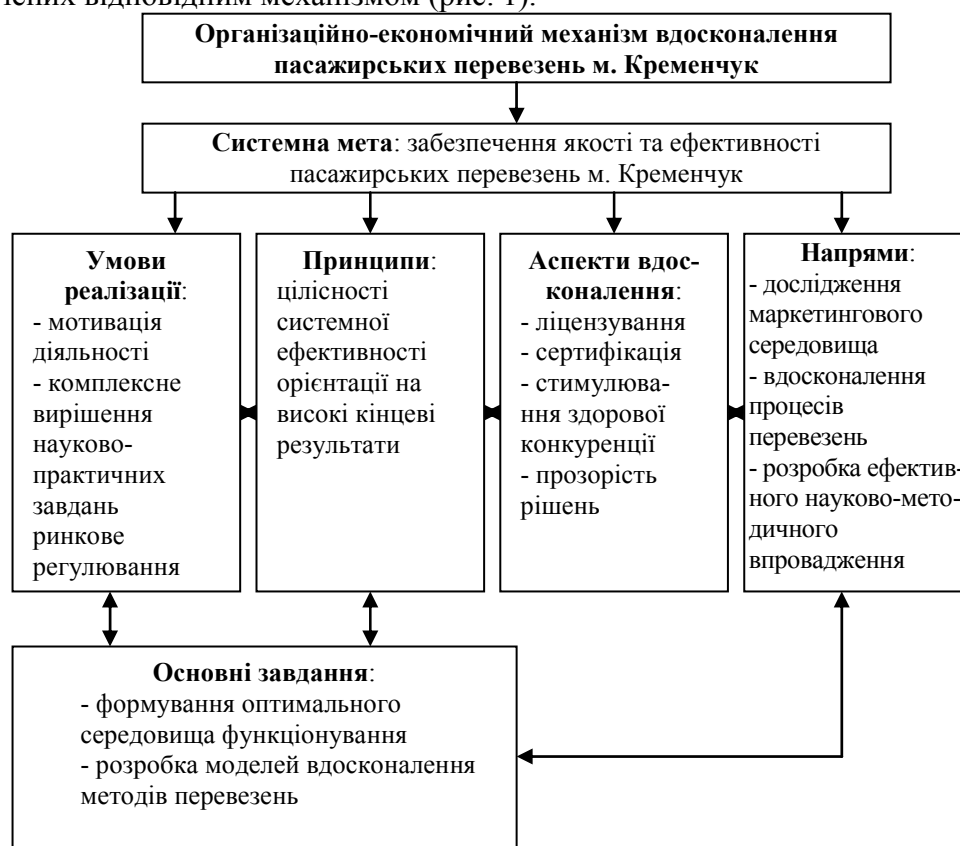 лених відповідним механізмом (рис. 1).
Організаційно-економічний механізм вдосконалення
пасажирських перевезень м. Кременчук
Системна мета: забезпечення якості та ефективності
пасажирських перевезень м. Кременчук
Умови
реалізації:
- мотивація
діяльності
- комплексне
вирішення
науково-
практичних
завдань
ринкове
регулювання
Принципи:
цілісності
системної
ефективності
орієнтації на
високі кінцеві
результати
Аспекти вдос-
коналення:
- ліцензування
- сертифікація
- стимулюва-
ння здорової
конкуренції
- прозорість
рішень
Напрями:
- дослідження
маркетингового
середовища
- вдосконалення
процесів
перевезень
- розробка ефектив-
ного науково-мето-
дичного
впровадження
Основні завдання:
- формування оптимального
середовища функціонування
- розробка моделей вдосконалення
методів перевезень